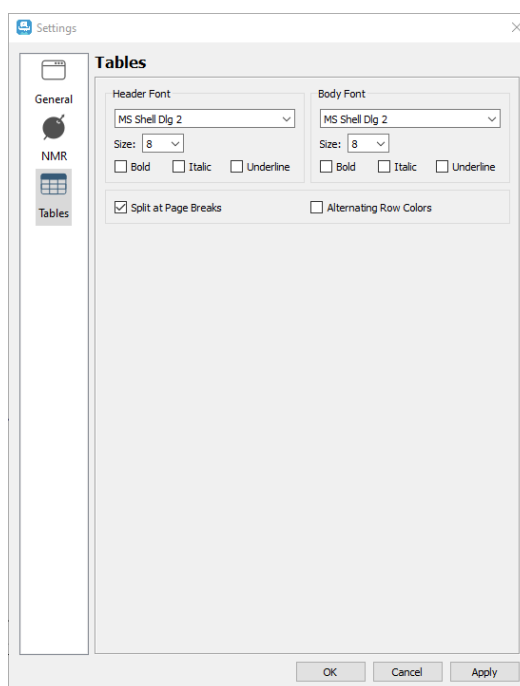 Settings
General
NMR
Tables
Tables
Header Font
MS Shell Dlg 2
Size: 8
Bold Italic Underline
Body Font
MS Shell Dlg 2
Size: 8
Bold Italic Underline
Split at Page Breaks
Alternating Row Colors
OK Cancel Apply